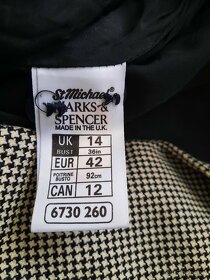 St Michael
MARKS &
SPENCER
MADE IN THE U.K.
UK 14
BUST 36in
EUR 42
POITRINE BUSTO 92cm
CAN 12
6730 260